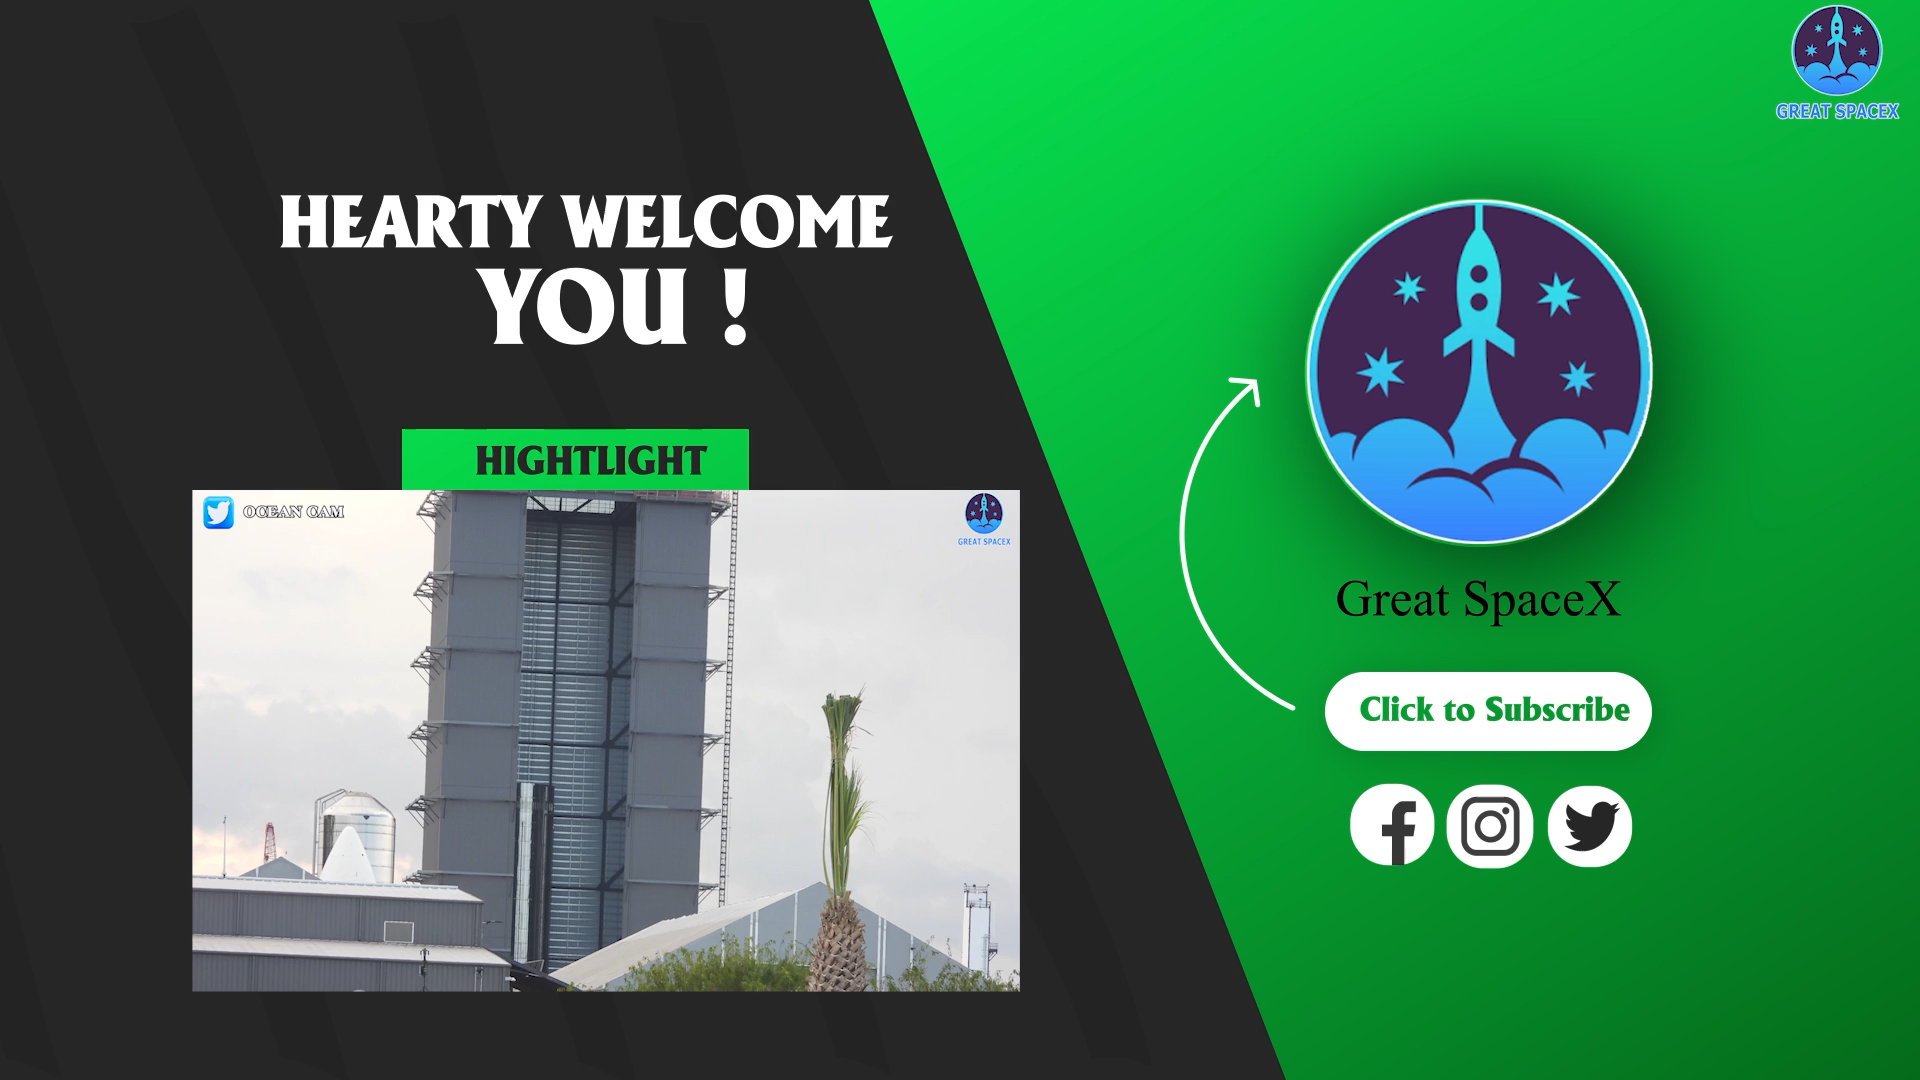 GREAT SPACEX
HEARTY WELCOME
YOU !
HIGHTLIGHT
OCEAN CAM
GREAT SPACEX
Great SpaceX
Click to Subscribe